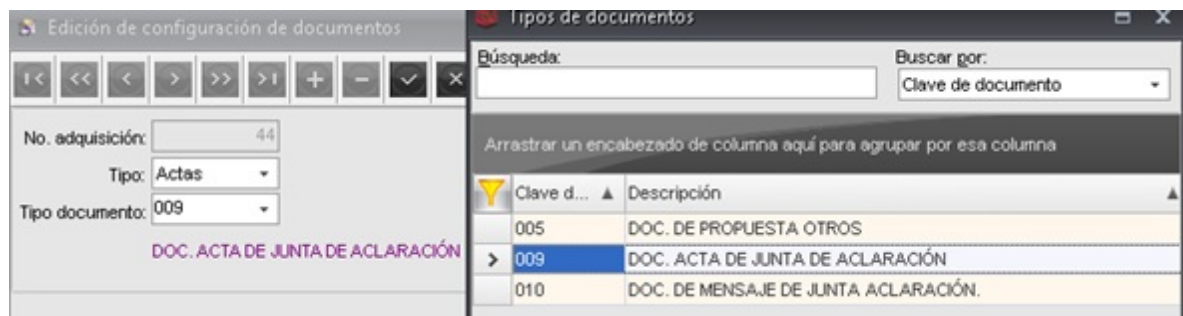 Edición de configuración de documentos
No. adquisición: 44
Tipo: Actas
Tipo documento: 009
DOC. ACTA DE JUNTA DE ACLARACIÓN
Tipos de documentos
Búsqueda:
Buscar por:
Clave de documento
Arrastrar un encabezado de columna aquí para agrupar por esa columna
Clave d... Descripción
005 DOC. DE PROPUESTA OTROS
009 DOC. ACTA DE JUNTA DE ACLARACIÓN
010 DOC. DE MENSAJE DE JUNTA ACLARACIÓN.